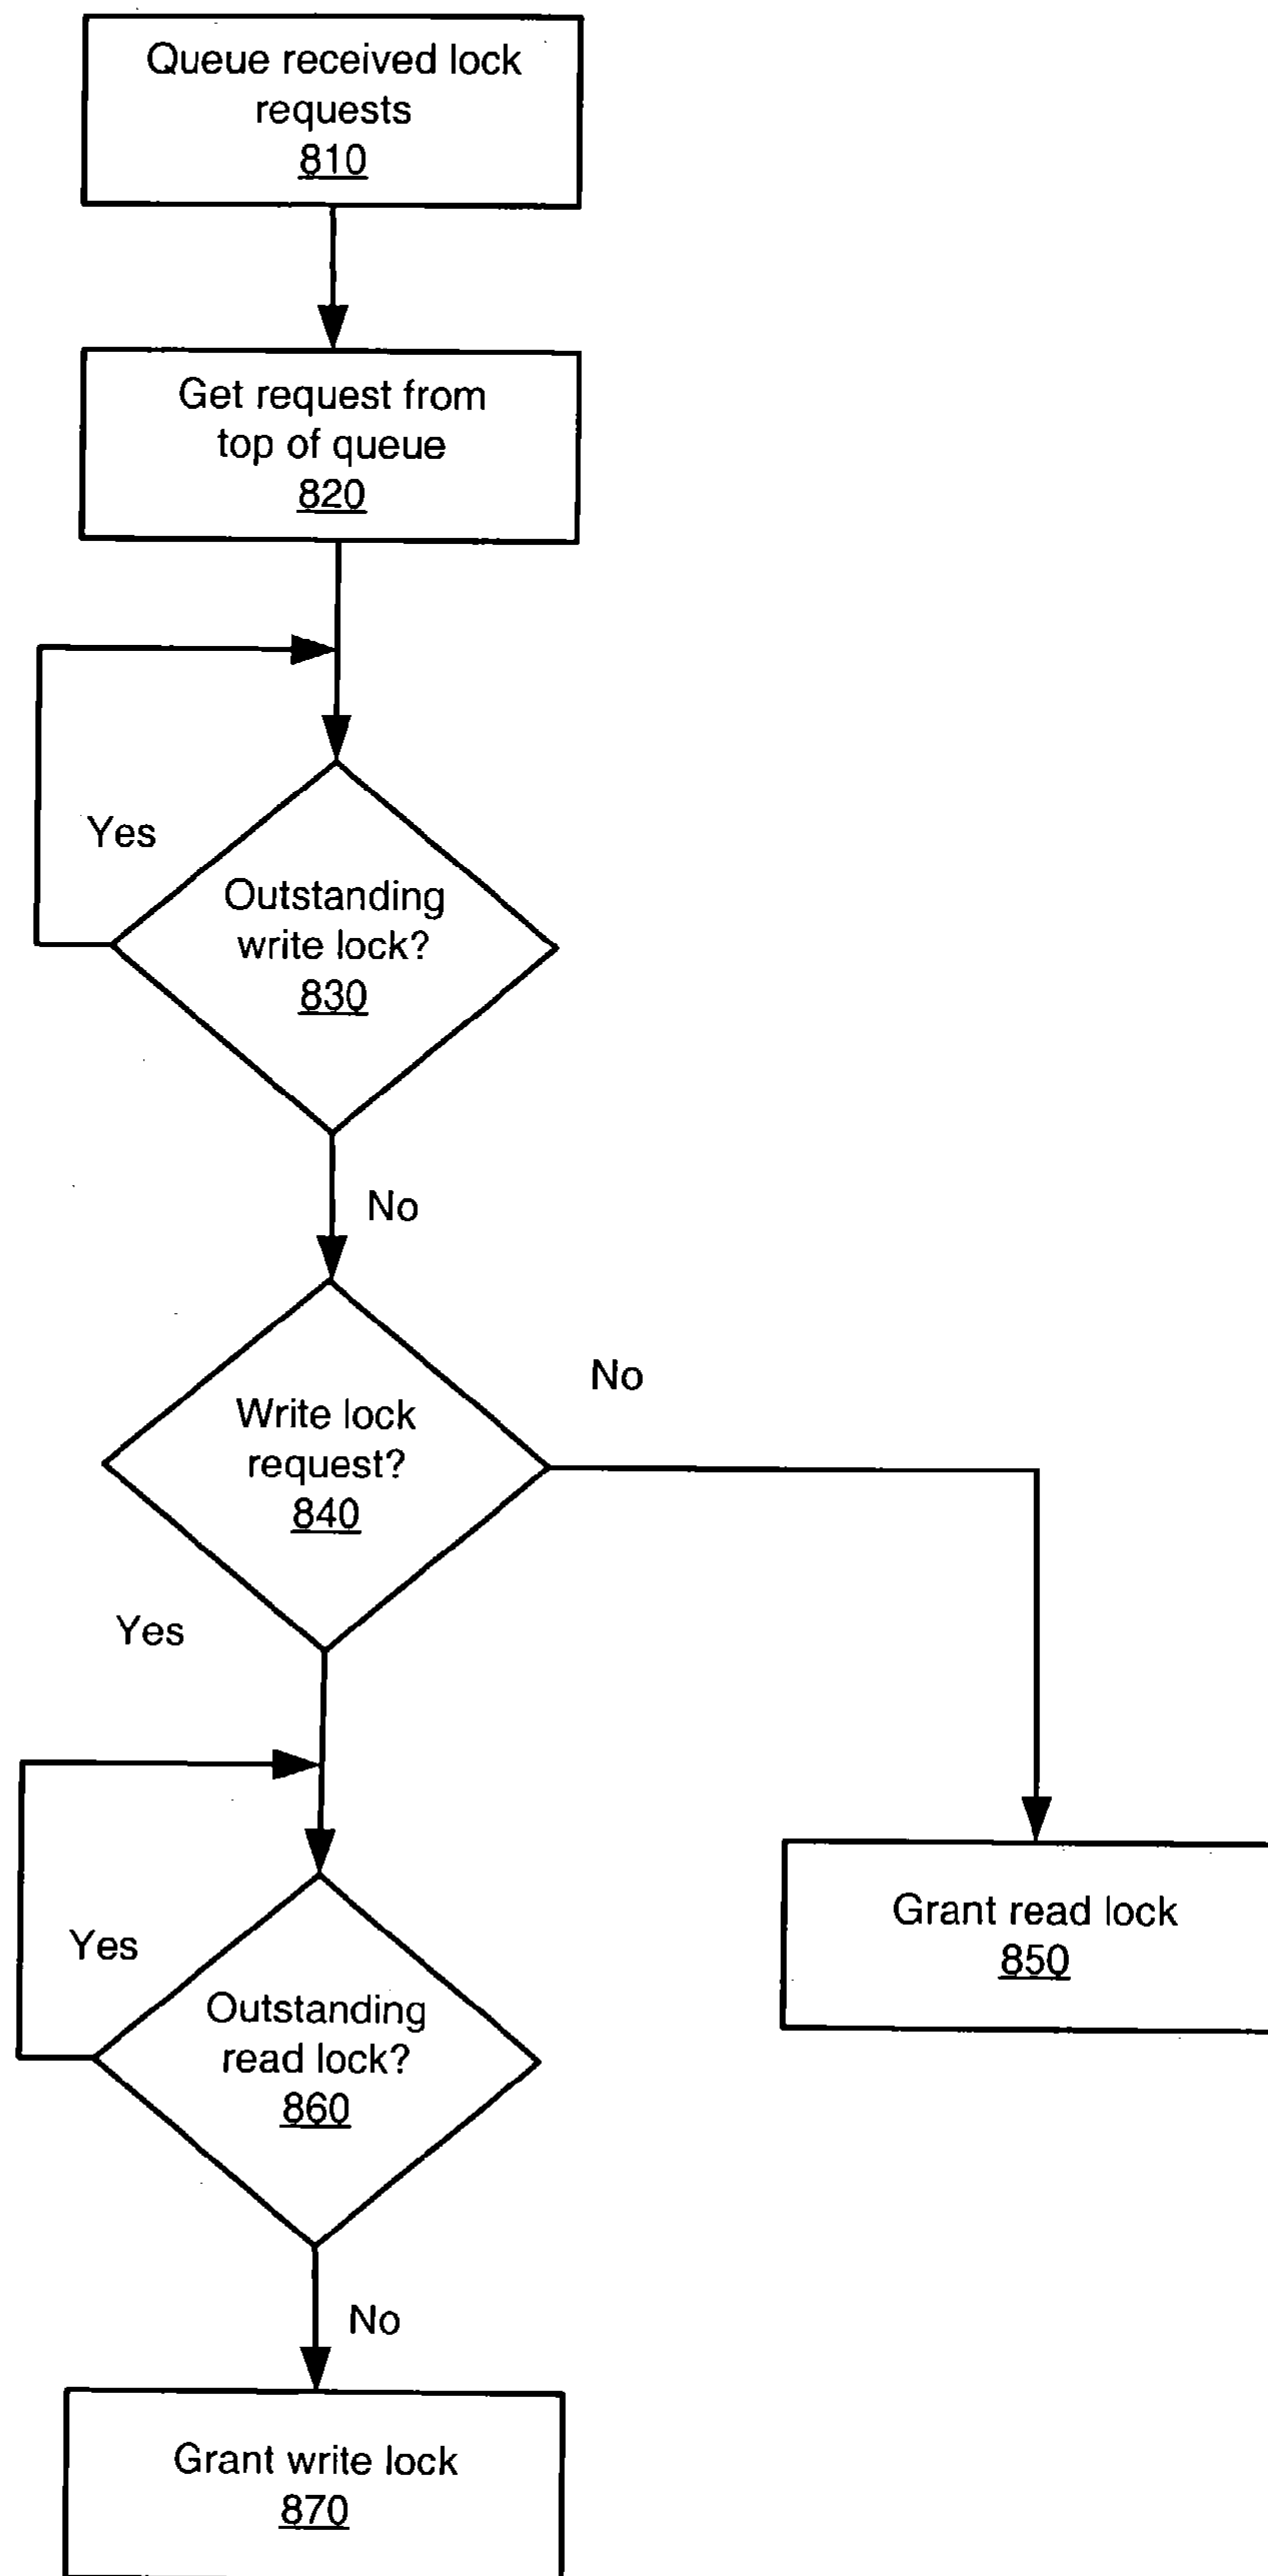 Queue received lock
requests
810
Get request from
top of queue
820
Yes
Outstanding
write lock?
830
No
No
Write lock
request?
840
Yes
Grant read lock
850
Yes
Outstanding
read lock?
860
No
Grant write lock
870